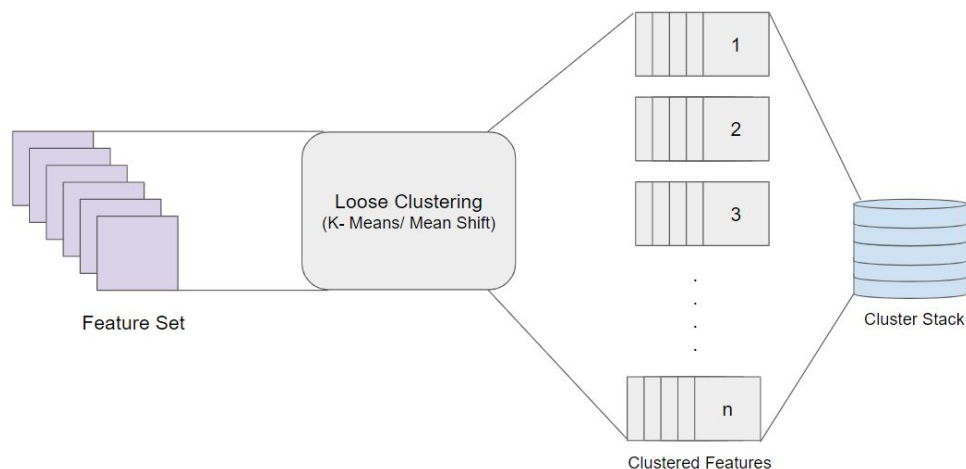 1
2
3
Loose Clustering
(K- Means/ Mean Shift)
Feature Set
Cluster Stack
.
.
.
.
n
Clustered Features